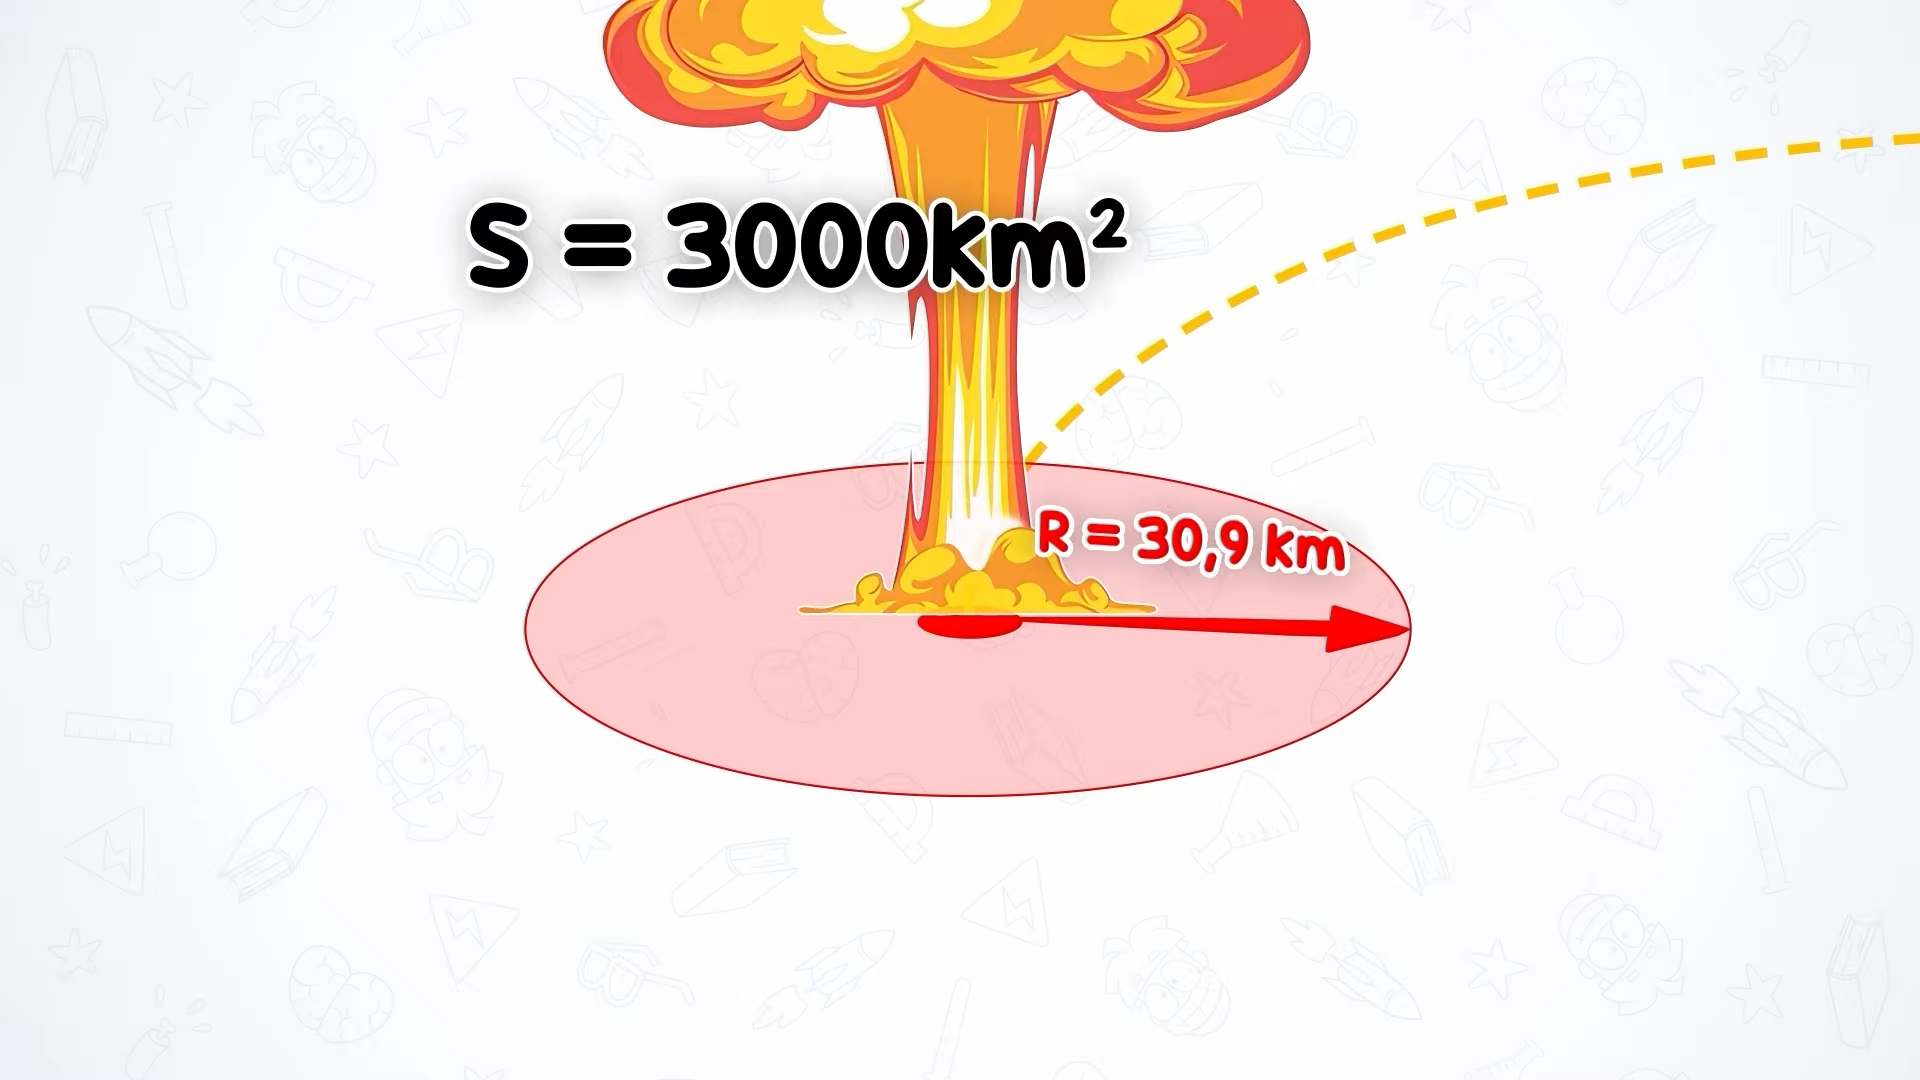 S = 3000km²
R = 30,9 km